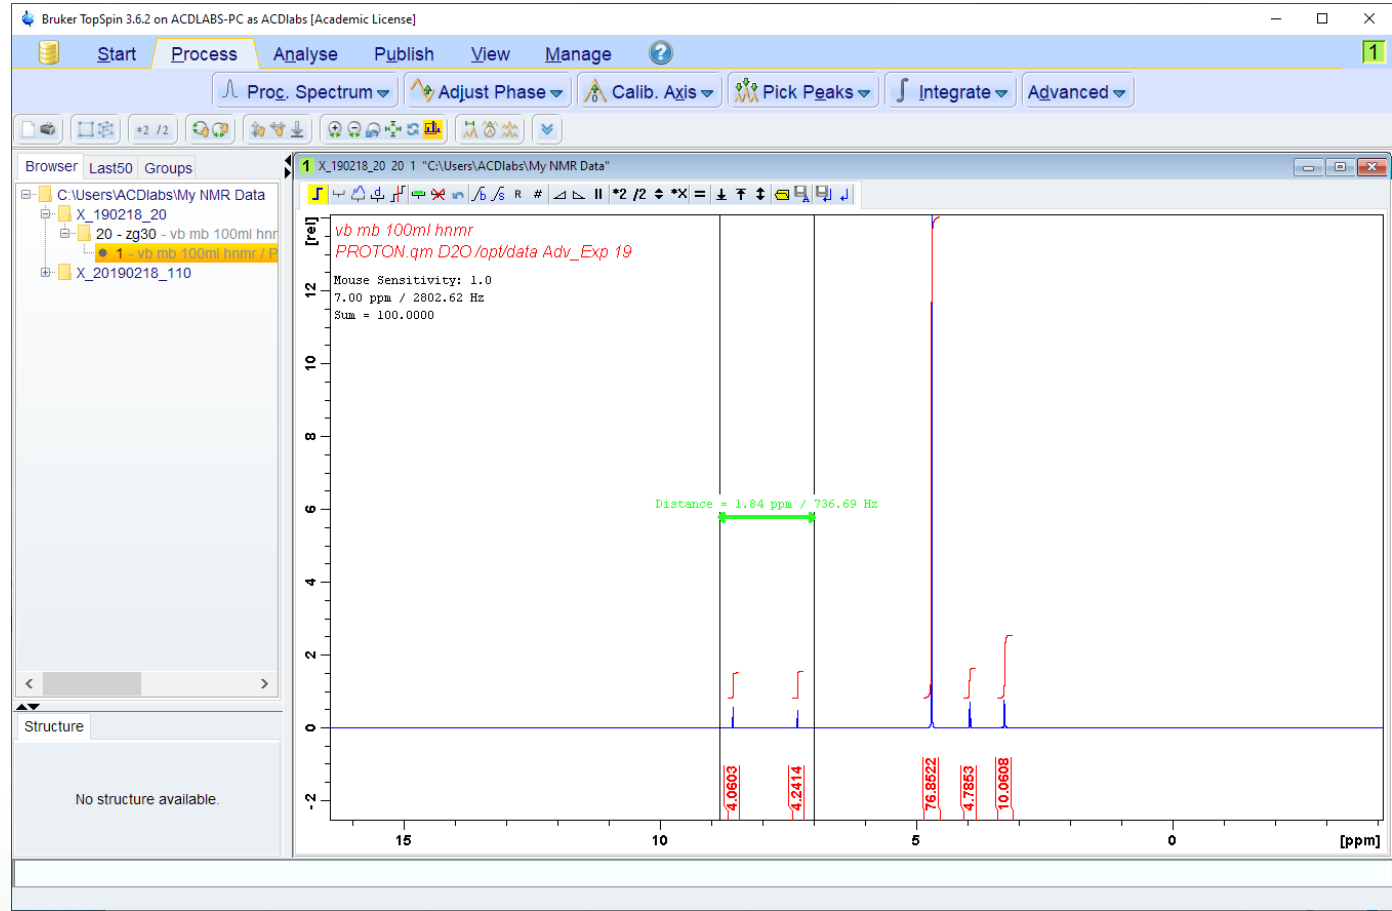 Bruker TopSpin 3.6.2 on ACDLABS-PC as ACDlabs [Academic License]
Start Process Analyse Publish View Manage ? 1
Proc. Spectrum Adjust Phase Calib. Axis Pick Peaks Integrate Advanced
*2 /2
Browser Last50 Groups
1 X_190218_20 20 1 "C:\Users\ACDlabs\My NMR Data"
C:\Users\ACDlabs\My NMR Data
X_190218_20
20 - zg30 - vb mb 100ml hnr
1 - vb mb 100ml hnmr / P
X_20190218_110
R # *2 /2 *X =
[rel]
vb mb 100ml hnmr
PROTON.qm D2O /opt/data Adv_Exp 19
Mouse Sensitivity: 1.0
7.00 ppm / 2802.62 Hz
Sum = 100.0000
12
10
8
6
4
2
0
-2
Distance = 1.84 ppm / 736.69 Hz
4.0603 4.2414 76.8522 4.7853 10.0608
15 10 5 0 [ppm]
Structure
No structure available.